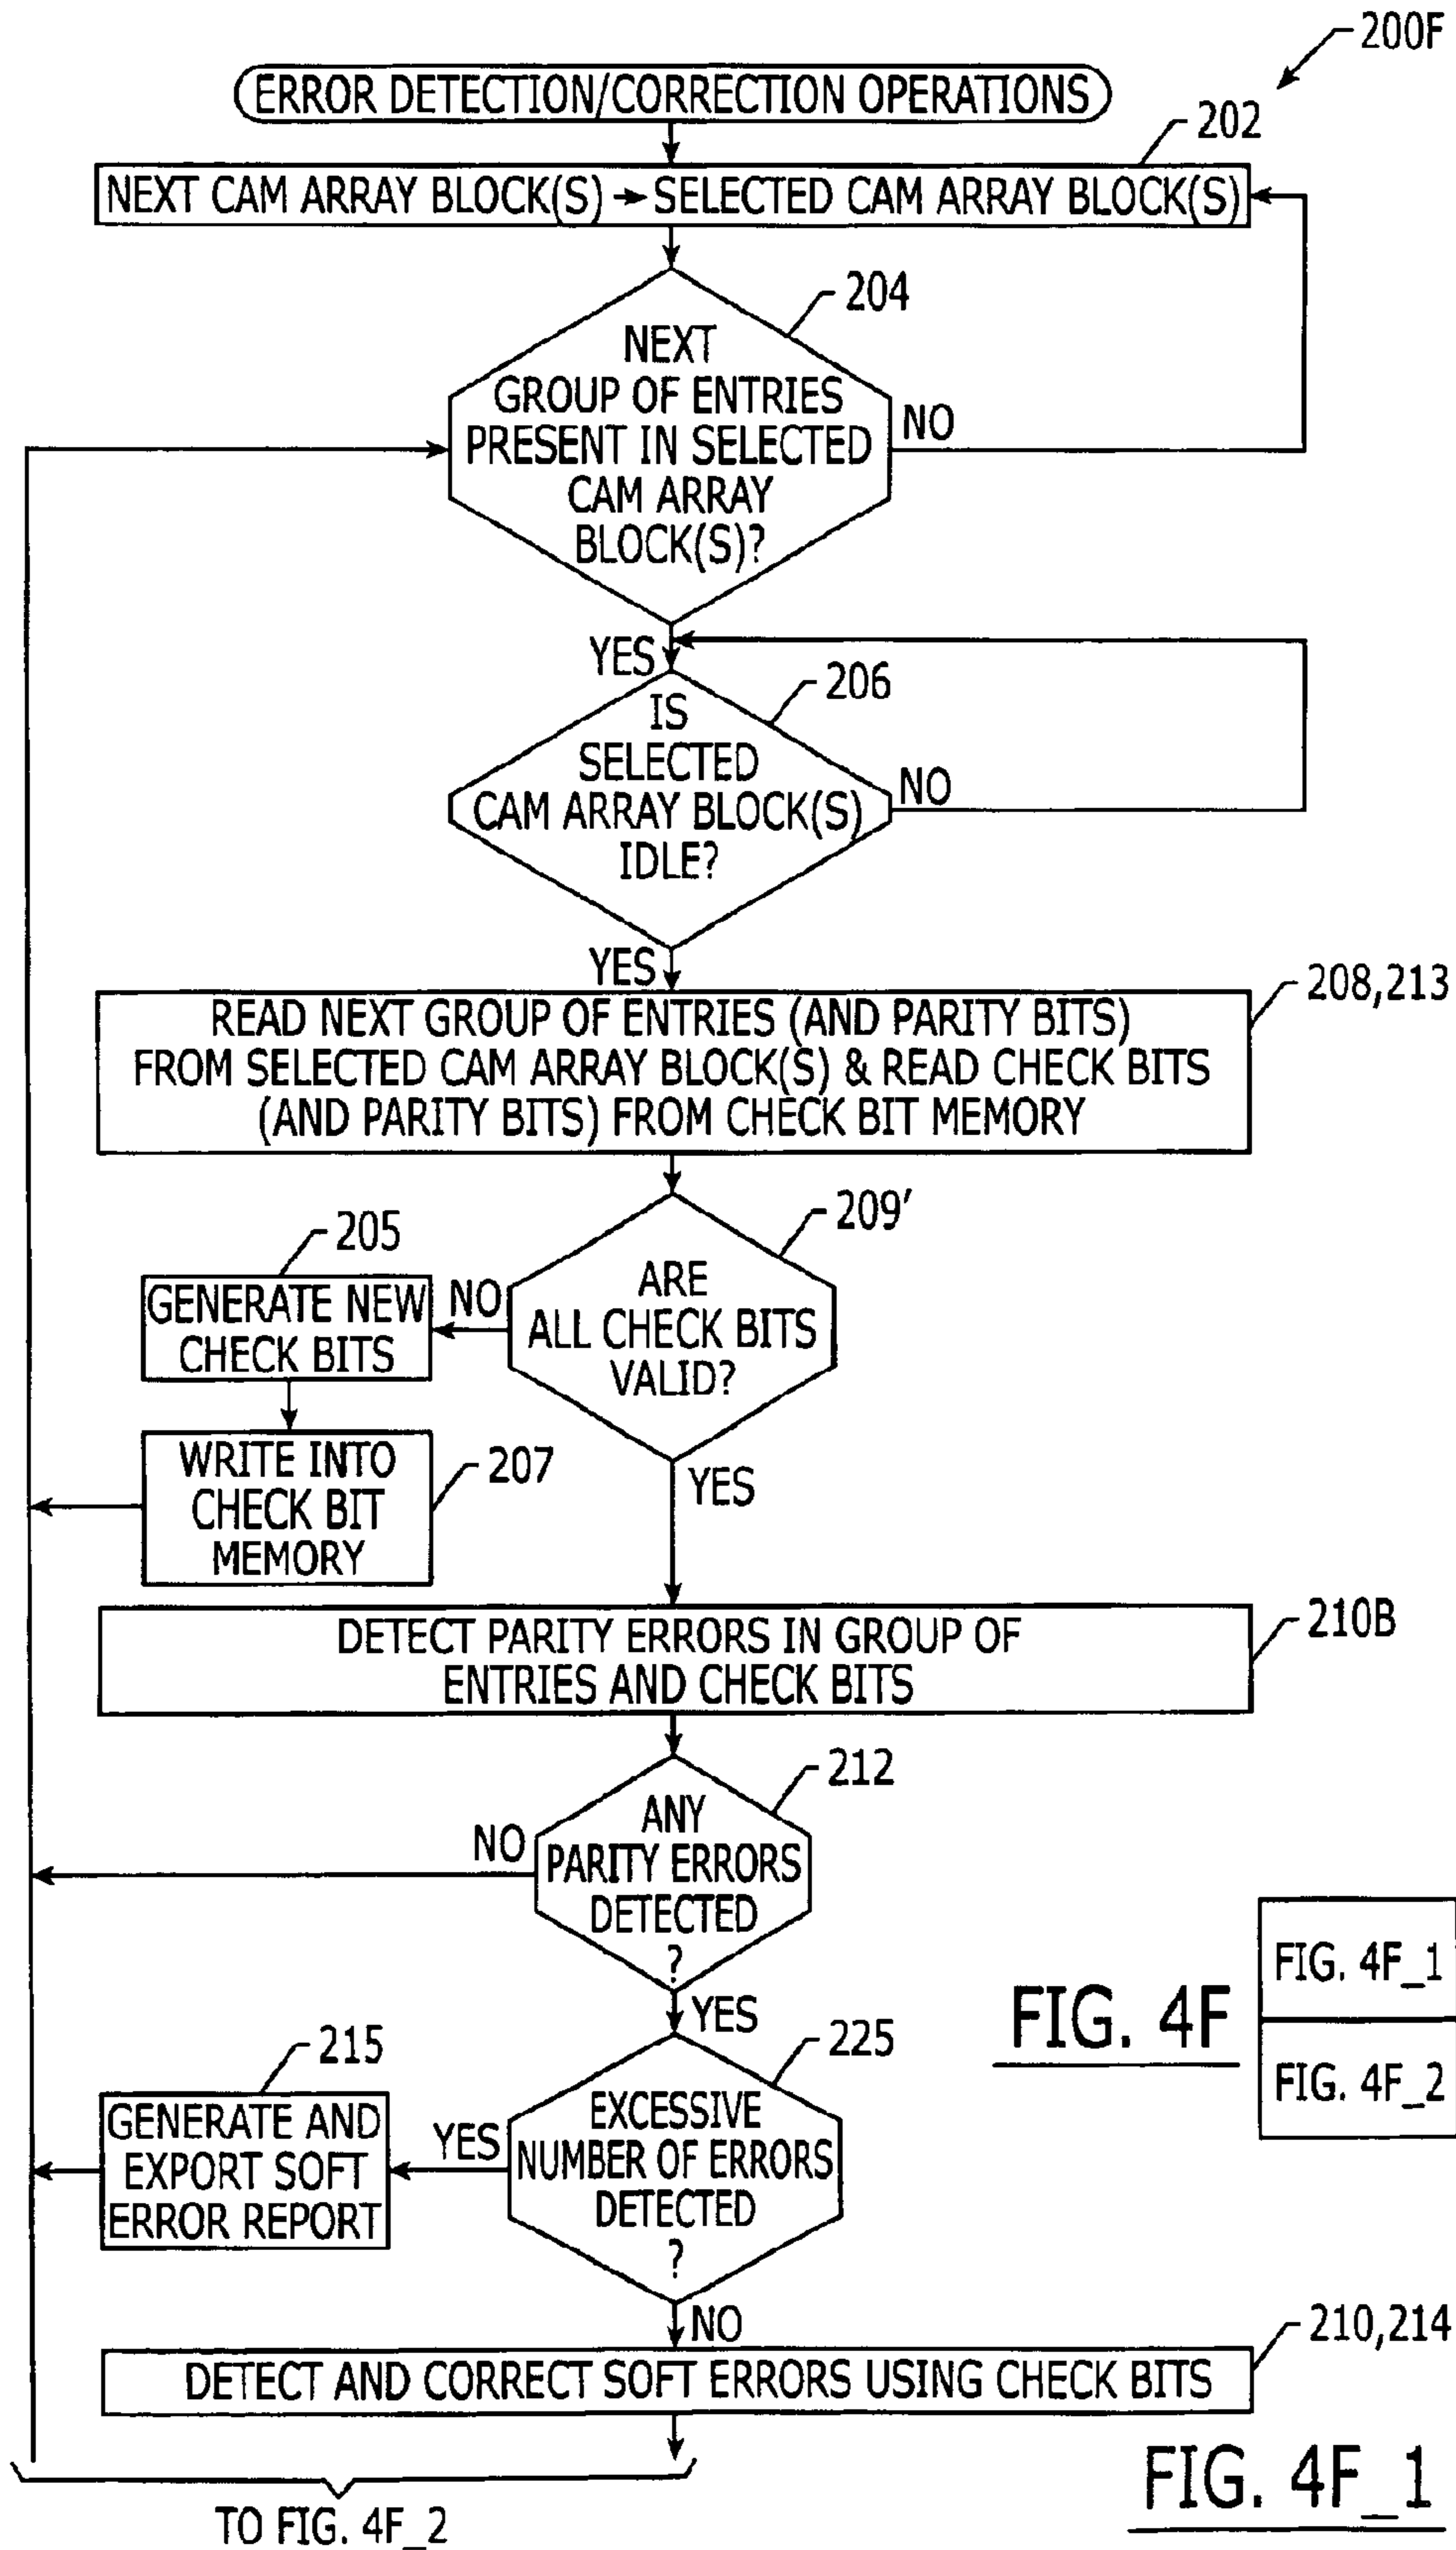 200F
ERROR DETECTION/CORRECTION OPERATIONS
202
NEXT CAM ARRAY BLOCK(S) → SELECTED CAM ARRAY BLOCK(S)
204
NEXT
GROUP OF ENTRIES
PRESENT IN SELECTED
CAM ARRAY
BLOCK(S)?
NO
YES
206
IS
SELECTED
CAM ARRAY BLOCK(S)
IDLE?
NO
YES
208,213
READ NEXT GROUP OF ENTRIES (AND PARITY BITS)
FROM SELECTED CAM ARRAY BLOCK(S) & READ CHECK BITS
(AND PARITY BITS) FROM CHECK BIT MEMORY
209'
ARE
ALL CHECK BITS
VALID?
NO
205
GENERATE NEW
CHECK BITS
WRITE INTO
CHECK BIT
MEMORY
207
YES
210B
DETECT PARITY ERRORS IN GROUP OF
ENTRIES AND CHECK BITS
212
ANY
PARITY ERRORS
DETECTED
?
NO
YES
225
EXCESSIVE
NUMBER OF ERRORS
DETECTED
?
YES
215
GENERATE AND
EXPORT SOFT
ERROR REPORT
NO
210,214
DETECT AND CORRECT SOFT ERRORS USING CHECK BITS
TO FIG. 4F_2
FIG. 4F
FIG. 4F_1
FIG. 4F_2
FIG. 4F_1